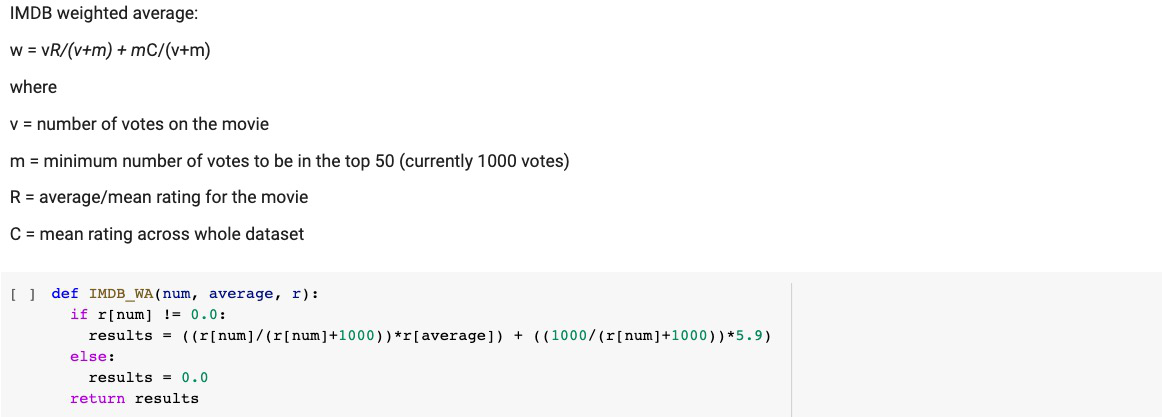 IMDB weighted average:
w = vR/(v+m) + mC/(v+m)
where
v = number of votes on the movie
m = minimum number of votes to be in the top 50 (currently 1000 votes)
R = average/mean rating for the movie
C = mean rating across whole dataset
[ ] def IMDB_WA(num, average, r):
if r[num] != 0.0:
results = ((r[num]/(r[num]+1000))*r[average]) + ((1000/(r[num]+1000))*5.9)
else:
results = 0.0
return results